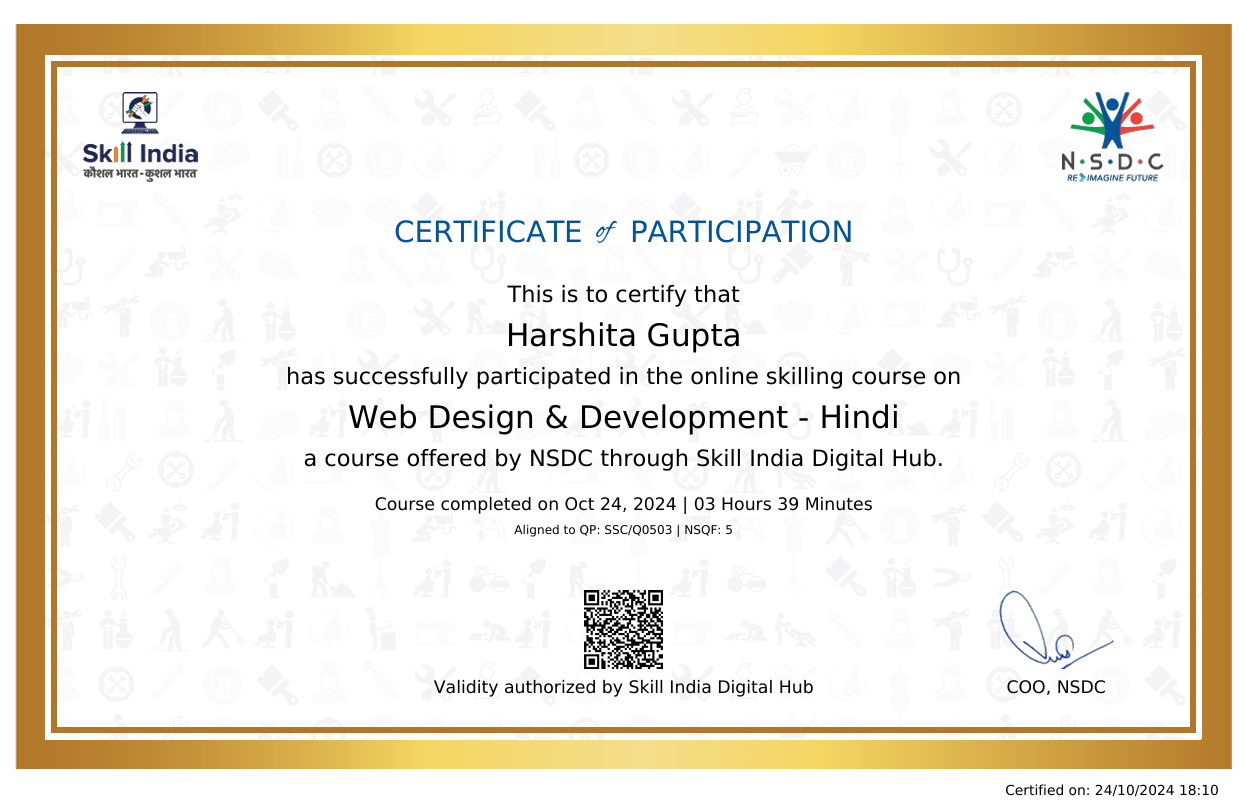 Skill India
कौशल भारत-कुशल भारत
N·S·D·C
RE IMAGINE FUTURE
CERTIFICATE of PARTICIPATION
This is to certify that
Harshita Gupta
has successfully participated in the online skilling course on
Web Design & Development - Hindi
a course offered by NSDC through Skill India Digital Hub.
Course completed on Oct 24, 2024 | 03 Hours 39 Minutes
Aligned to QP: SSC/Q0503 | NSQF: 5
Validity authorized by Skill India Digital Hub
COO, NSDC
Certified on: 24/10/2024 18:10